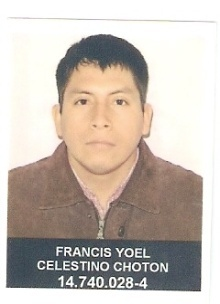 FRANCIS YOEL
CELESTINO CHOTON
14.740.028-4